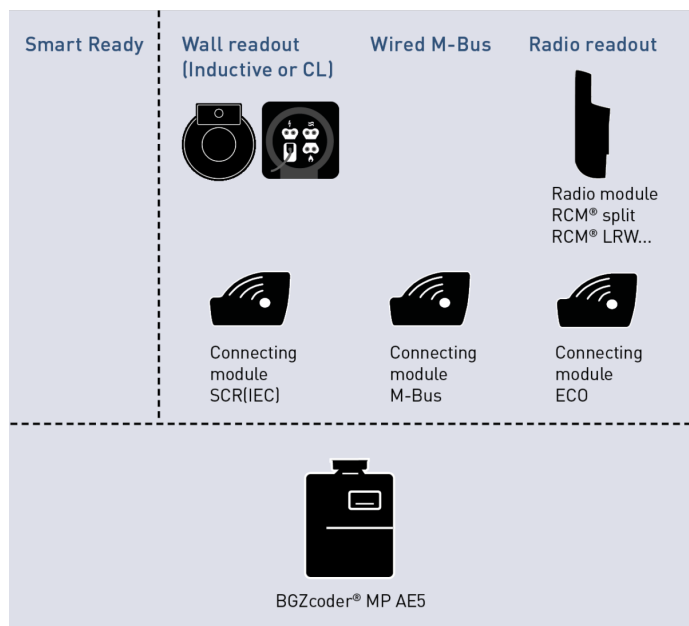 Smart Ready
Wall readout
(Inductive or CL)
Wired M-Bus
Radio readout
Radio module
RCM® split
RCM® LRW...
Connecting
module
SCR(IEC)
Connecting
module
M-Bus
Connecting
module
ECO
BGZcoder® MP AE5